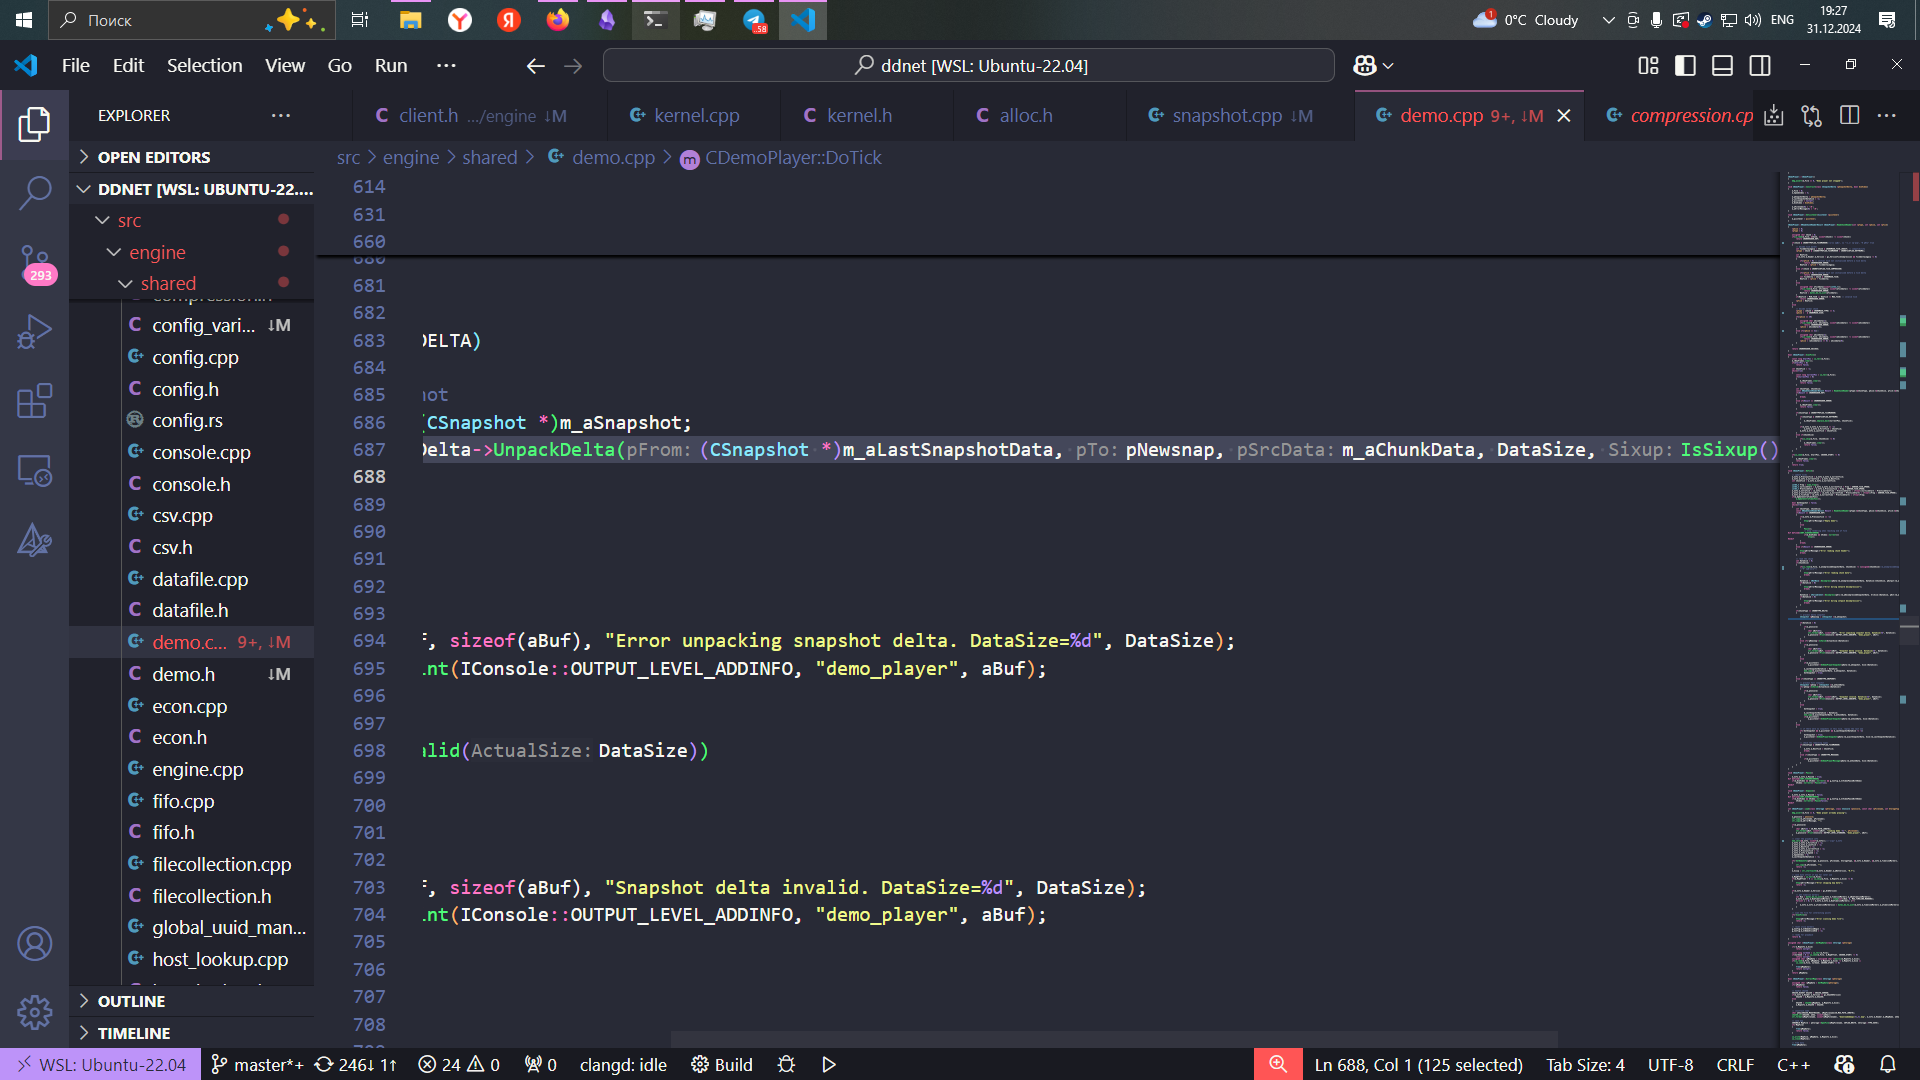 Поиск
.58
1
0°C Cloudy
ENG
19:27
31.12.2024
File Edit Selection View Go Run
ddnet [WSL: Ubuntu-22.04]
EXPLORER
client.h .../engine ↓M
kernel.cpp
kernel.h
alloc.h
snapshot.cpp ↓M
demo.cpp 9+, ↓M
compression.cp
OPEN EDITORS
DDNET [WSL: UBUNTU-22....
src
engine
shared
config_vari... ↓M
config.cpp
config.h
config.rs
console.cpp
console.h
csv.cpp
csv.h
datafile.cpp
datafile.h
demo.c... 9+, ↓M
demo.h ↓M
econ.cpp
econ.h
engine.cpp
fifo.cpp
fifo.h
filecollection.cpp
filecollection.h
global_uuid_man...
host_lookup.cpp
OUTLINE
TIMELINE
293
src > engine > shared > demo.cpp > CDemoPlayer::DoTick
614
631
660
681
682
683 DELTA)
684
685 hot
686 (CSnapshot *)m_aSnapshot;
687 Delta->UnpackDelta(pFrom: (CSnapshot *)m_aLastSnapshotData, pTo: pNewsnap, pSrcData: m_aChunkData, DataSize, Sixup: IsSixup()
688
689
690
691
692
693
694 f, sizeof(aBuf), "Error unpacking snapshot delta. DataSize=%d", DataSize);
695 int(IConsole::OUTPUT_LEVEL_ADDINFO, "demo_player", aBuf);
696
697
698 alid(ActualSize: DataSize))
699
700
701
702
703 f, sizeof(aBuf), "Snapshot delta invalid. DataSize=%d", DataSize);
704 int(IConsole::OUTPUT_LEVEL_ADDINFO, "demo_player", aBuf);
705
706
707
708
WSL: Ubuntu-22.04 master*+ 246↓ 1↑ 24 0 0 clangd: idle Build Ln 688, Col 1 (125 selected) Tab Size: 4 UTF-8 CRLF C++